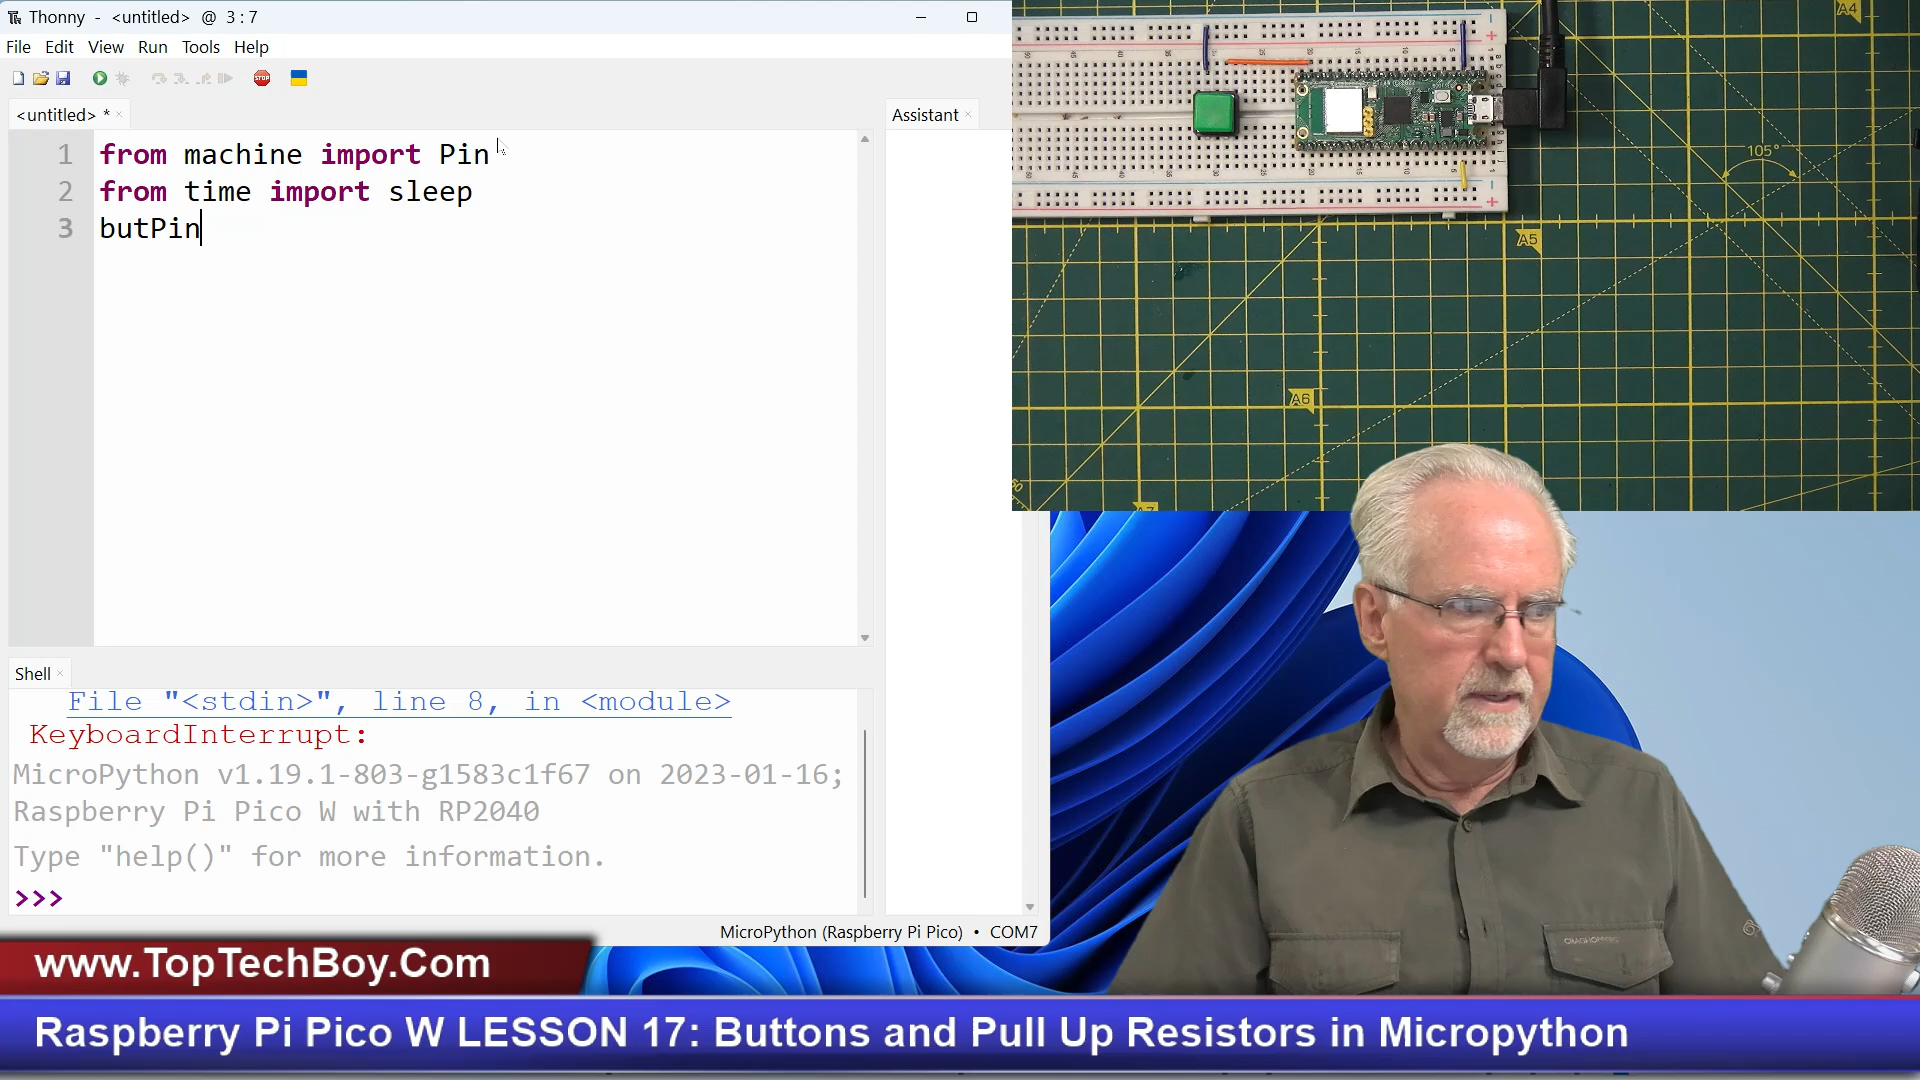 Thonny - <untitled> @ 3 : 7
File Edit View Run Tools Help
STOP
<untitled> *
Assistant
1 from machine import Pin
2 from time import sleep
3 butPin
Shell
File "<stdin>", line 8, in <module>
KeyboardInterrupt:
MicroPython v1.19.1-803-g1583c1f67 on 2023-01-16;
Raspberry Pi Pico W with RP2040
Type "help()" for more information.
>>>
MicroPython (Raspberry Pi Pico) • COM7
A4
105°
A5
A6
A7
www.TopTechBoy.Com
Raspberry Pi Pico W LESSON 17: Buttons and Pull Up Resistors in Micropython